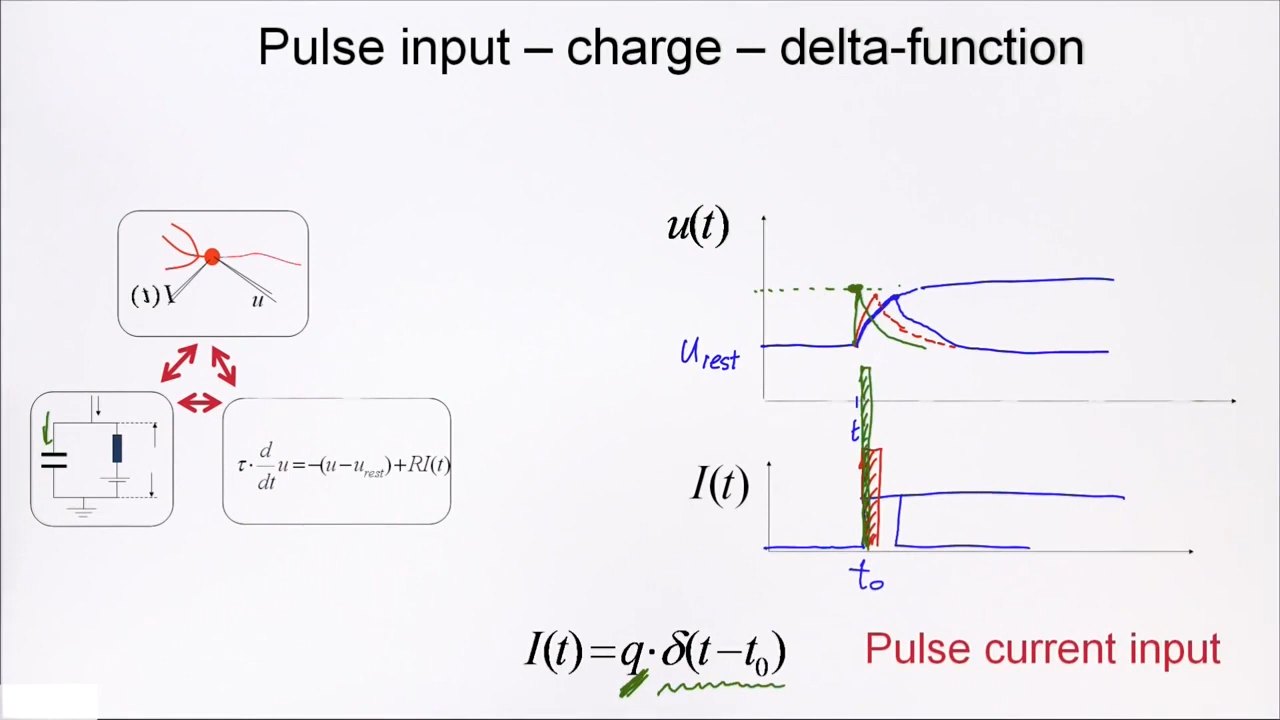 Pulse input – charge – delta-function
u(t)
I(t)
u
u_rest
τ · d/dt u = –(u – u_rest) + RI(t)
t
I(t)
t₀
I(t) = q · δ(t – t₀)
Pulse current input